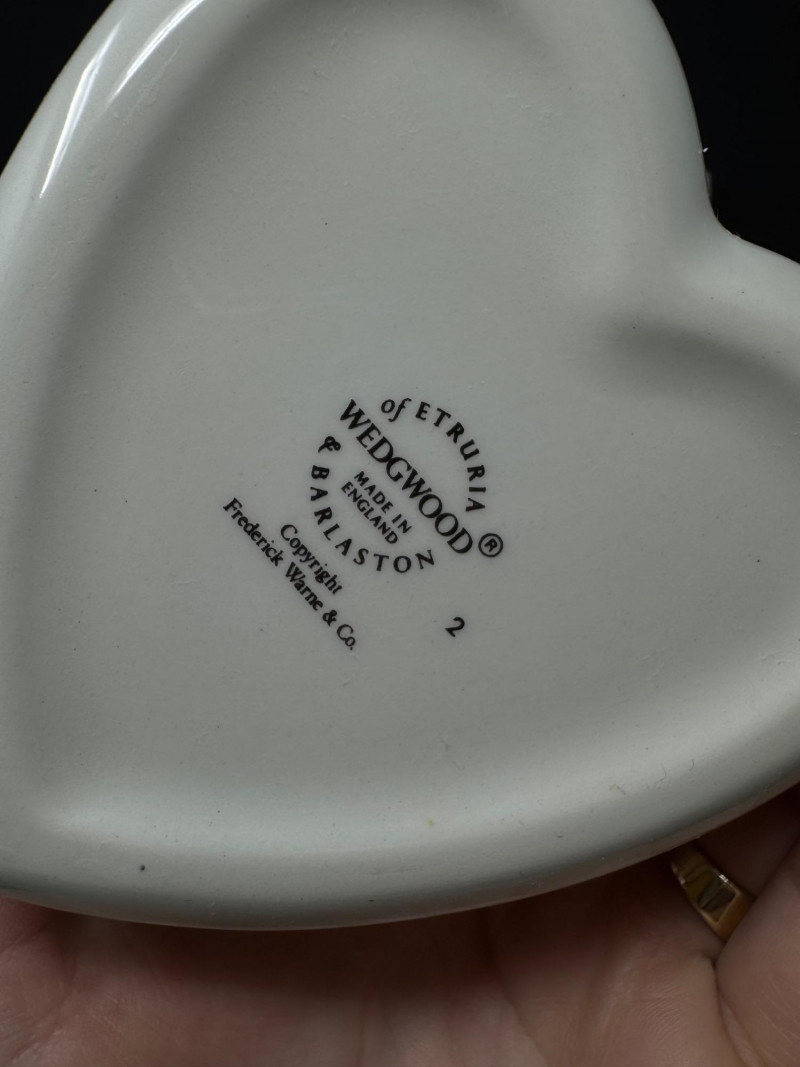 of ETRURIA
WEDGWOOD®
MADE IN
ENGLAND
& BARLASTON
Copyright
Frederick Warne & Co.
2